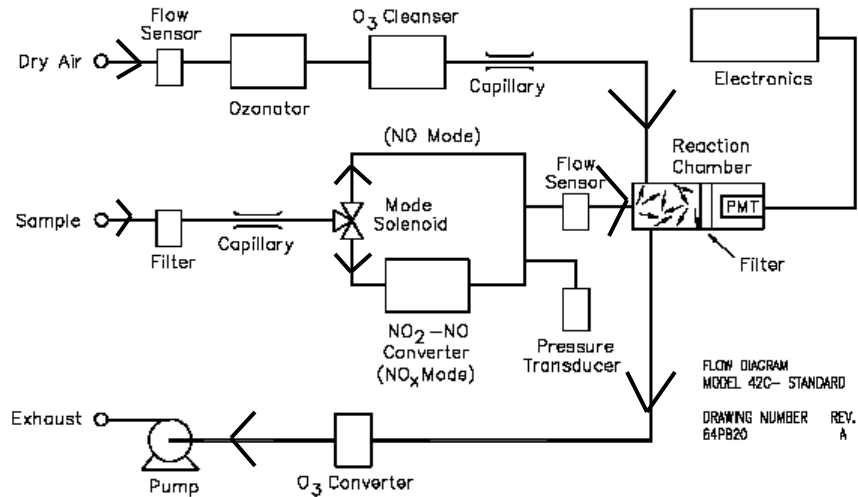 Flow
Sensor
O3 Cleanser
Dry Air
Ozonator
Capillary
Electronics
(NO Mode)
Reaction
Chamber
Flow
Sensor
Sample
Mode
Solenoid
PMT
Filter
Capillary
Filter
NO2-NO
Converter
(NOx Mode)
Pressure
Transducer
FLOW DIAGRAM
MODEL 42C- STANDARD
Exhaust
DRAWING NUMBER REV.
64P820 A
Pump
O3 Converter